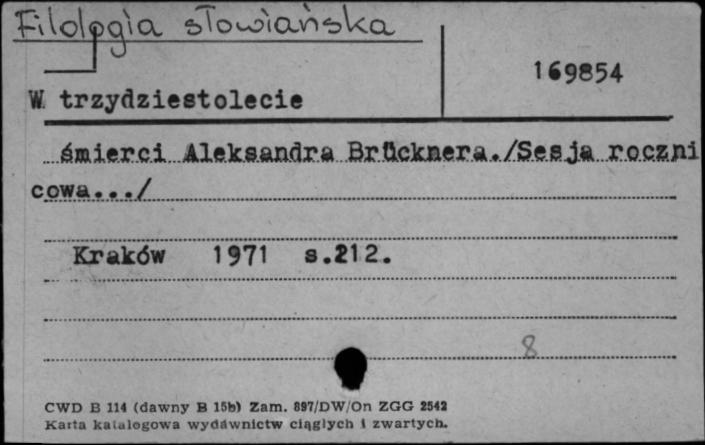 Filologia słowiańska
169854
W trzydziestolecie
śmierci Aleksandra Brücknera./Sesja roczni
cowa.../
Kraków 1971 s.212.
8
CWD B 114 (dawny B 15b) Zam. 897/DW/On ZGG 2542
Karta katalogowa wydawnictw ciągłych i zwartych.